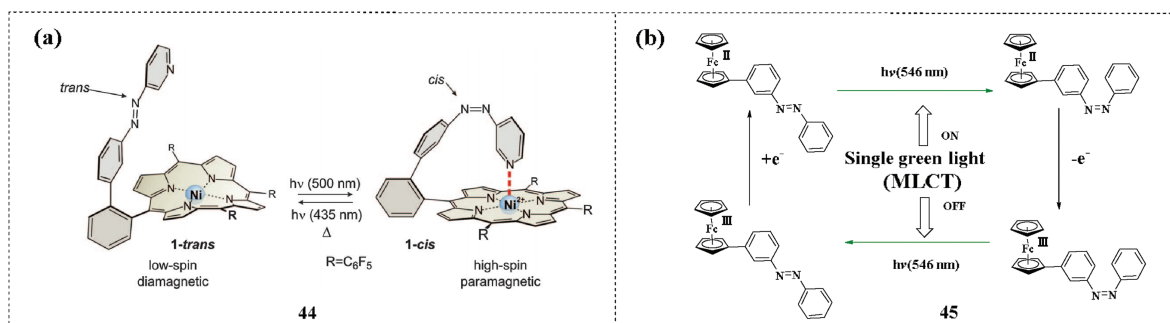 (a)
trans
N
N
N
R
N
N
Ni
N
N
R
R
1-trans
low-spin
diamagnetic
hν (500 nm)
hν (435 nm)
Δ
R=C₆F₅
cis
N=N
N
R
N
N
Ni²⁺
N
N
R
R
1-cis
high-spin
paramagnetic
44
(b)
II
Fe
N=N
hν(546 nm)
II
Fe
N=N
ON
+e⁻
Single green light
(MLCT)
-e⁻
OFF
III
Fe
N=N
hν(546 nm)
III
Fe
N=N
45